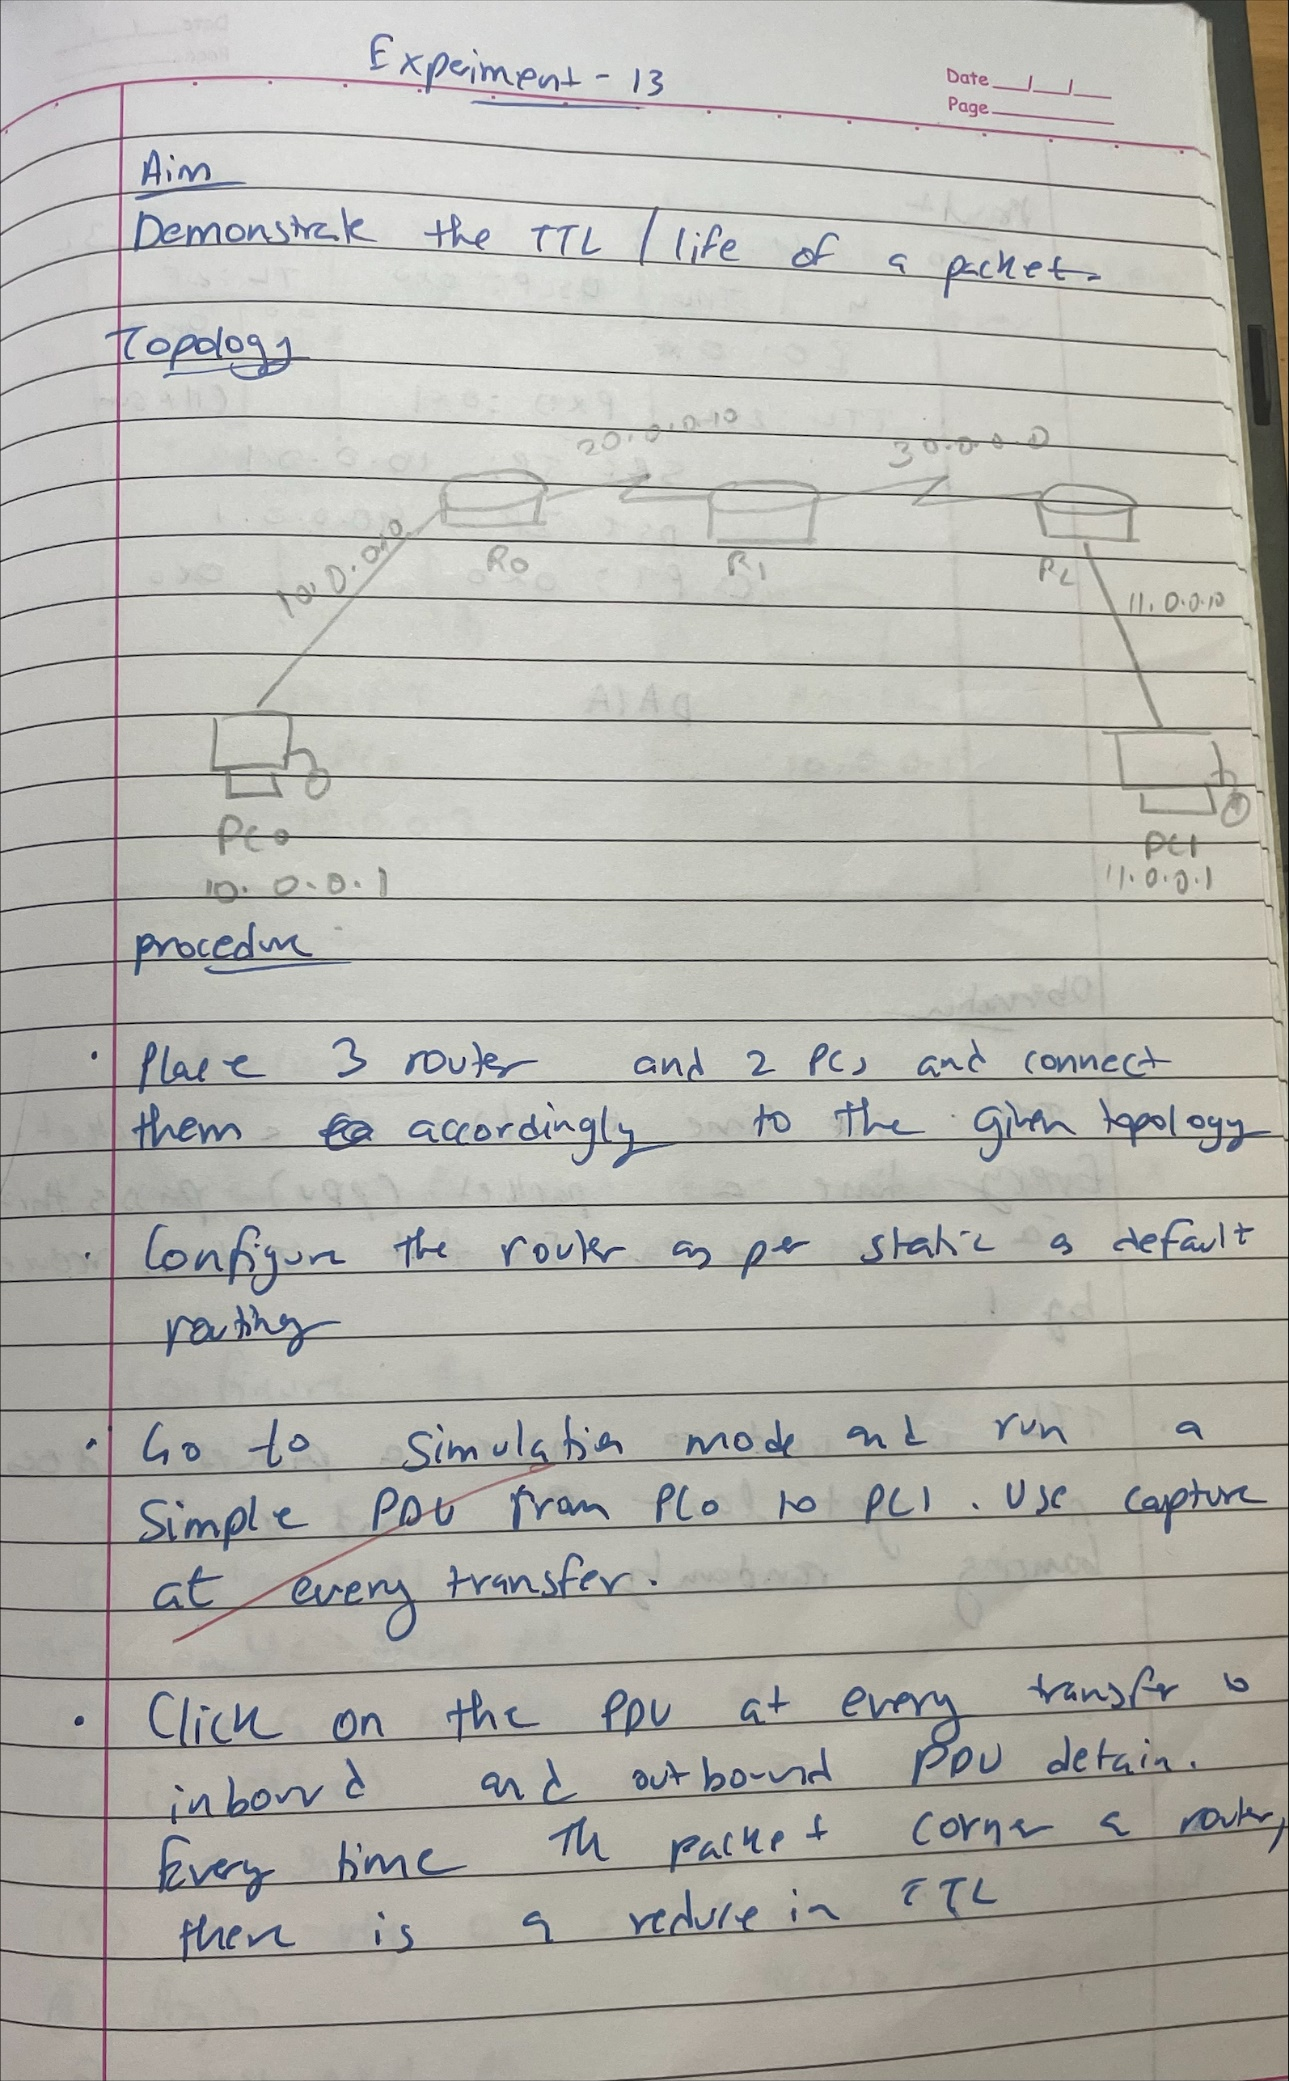 Experiment - 13
Date
Page
Aim
Demonstrate the TTL / life of a packet.
Topology
20.0.0.10
30.0.0.0
10.0.0.10
R0
R1
R2
11.0.0.10
PC0
PC1
10.0.0.1
11.0.0.1
procedure
• Place 3 router and 2 PCs and connect
them accordingly to the given topology
• Configure the router as per static & default
routing
• Go to simulation mode and run a
Simple PDU from PC0 to PC1. Use capture
at every transfer.
• Click on the PDU at every transfer to
inbound and outbound PDU detain.
Every time the packet a router,
there is a reduce in TTL